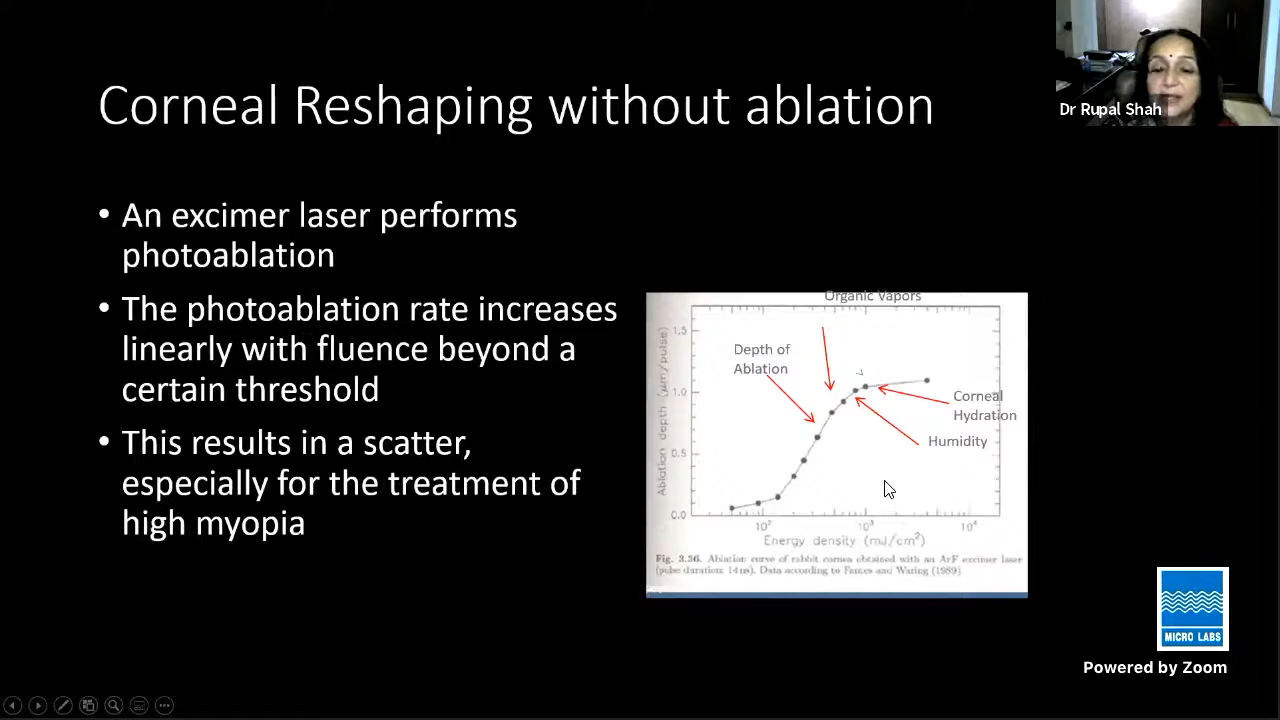 Corneal Reshaping without ablation
Dr Rupal Shah
• An excimer laser performs
photoablation
• The photoablation rate increases
linearly with fluence beyond a
certain threshold
• This results in a scatter,
especially for the treatment of
high myopia
Organic Vapors
Depth of
Ablation
Corneal
Hydration
Humidity
Ablation depth (μm/pulse)
1.5
1.0
0.5
0.0
10²
10³
10⁴
Energy density (mJ/cm²)
Fig. 3.36. Ablation curve of rabbit cornea obtained with an ArF excimer laser
(pulse duration: 14ns). Data according to Fantes and Waring (1989)
MICRO LABS
Powered by Zoom